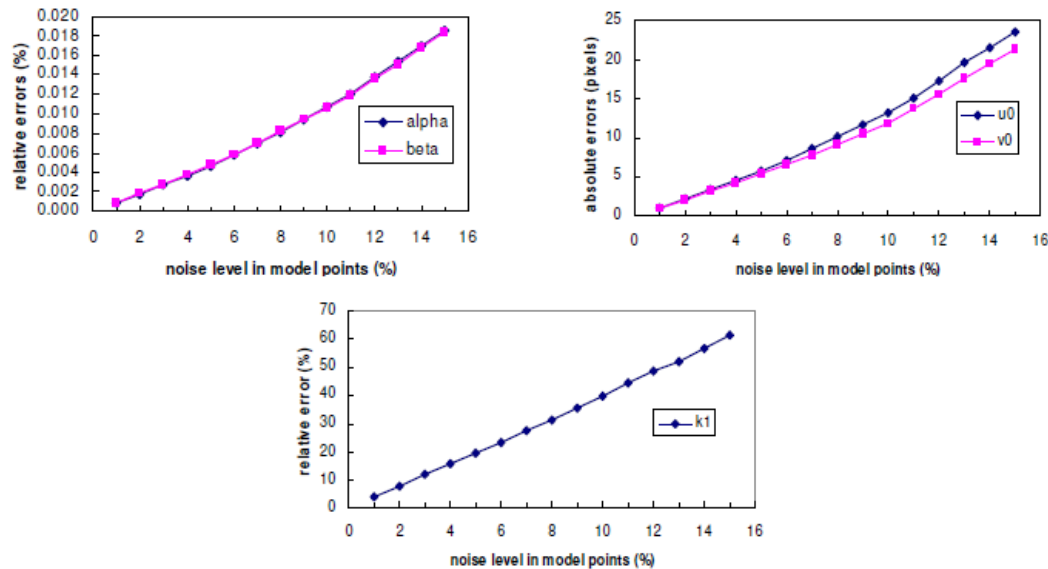 0.020
0.018
0.016
0.014
0.012
0.010
0.008
0.006
0.004
0.002
0.000
relative errors (%)
alpha
beta
0 2 4 6 8 10 12 14 16
noise level in model points (%)
25
20
15
10
5
0
absolute errors (pixels)
u0
v0
0 2 4 6 8 10 12 14 16
noise level in model points (%)
70
60
50
40
30
20
10
0
relative error (%)
k1
0 2 4 6 8 10 12 14 16
noise level in model points (%)